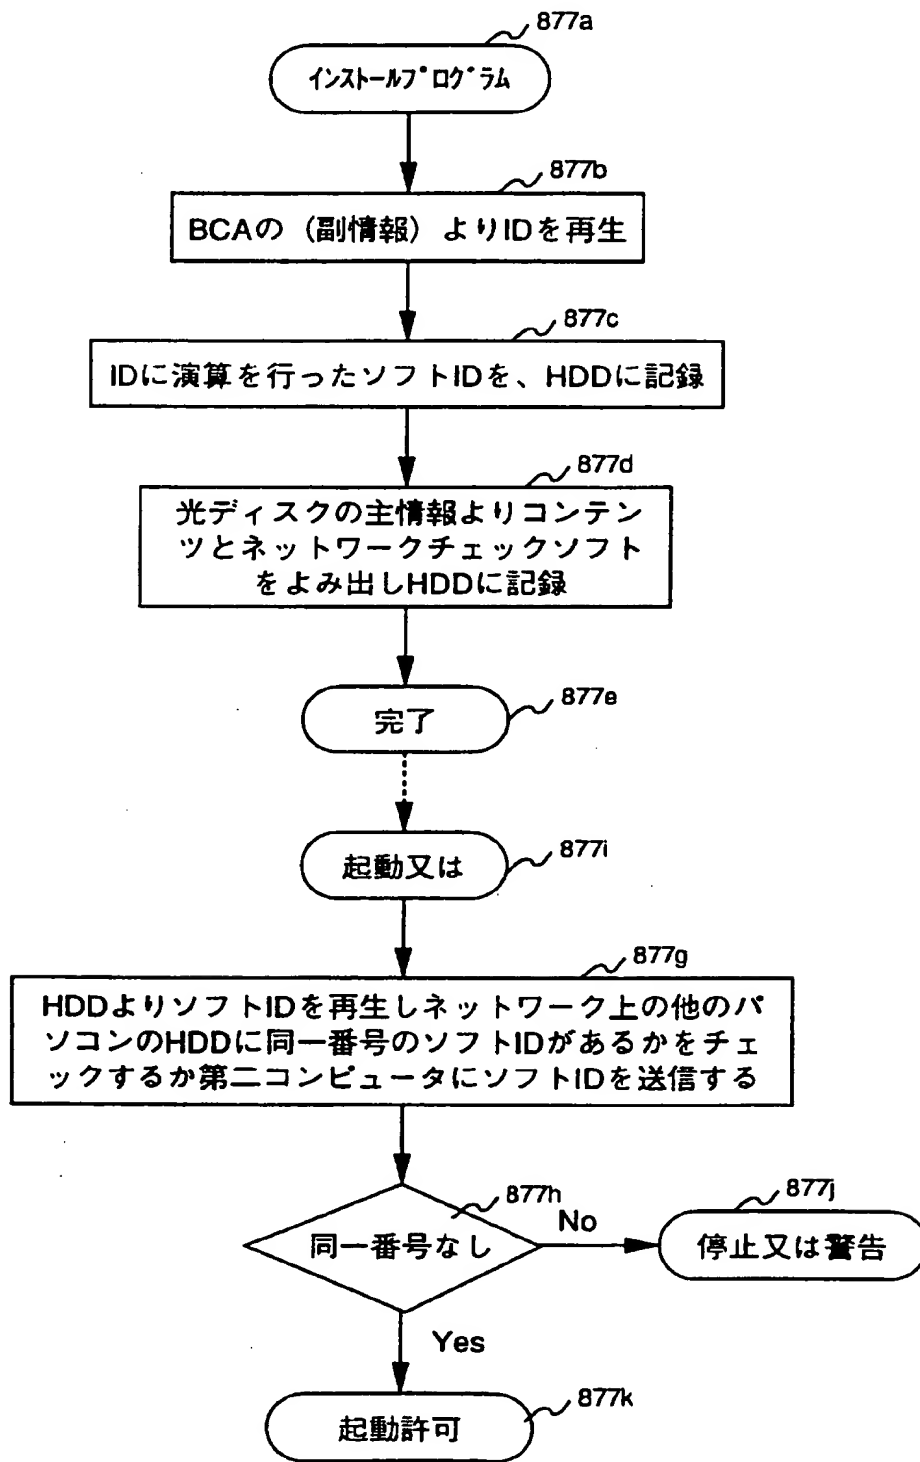 877a
インストールプログラム
877b
BCAの（副情報）よりIDを再生
877c
IDに演算を行ったソフトIDを、HDDに記録
877d
光ディスクの主情報よりコンテン
ツとネットワークチェックソフト
をよみ出しHDDに記録
877e
完了
877i
起動又は
877g
HDDよりソフトIDを再生しネットワーク上の他のパ
ソコンのHDDに同一番号のソフトIDがあるかをチェ
ックするか第二コンピュータにソフトIDを送信する
877h
同一番号なし
No
877j
停止又は警告
Yes
877k
起動許可